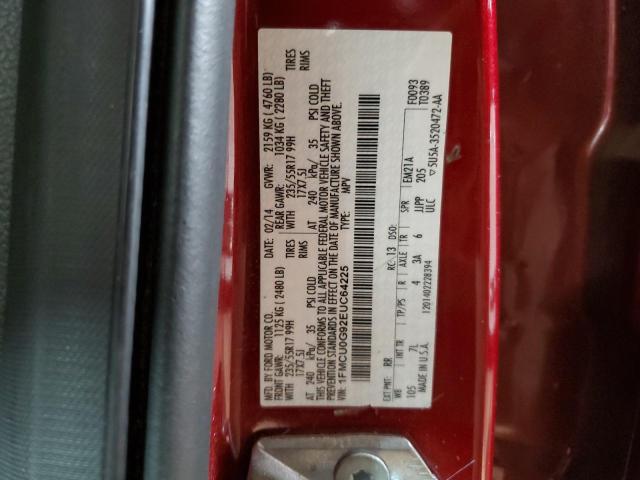 MFD. BY FORD MOTOR CO.
DATE: 02/14 GVWR: 2159 KG (4760 LB)
FRONT GAWR: 1125 KG (2480 LB) REAR GAWR: 1034 KG (2280 LB)
WITH 235/55R17 99H TIRES WITH 235/55R17 99H TIRES
17X7.5J RIMS 17X7.5J RIMS
AT 240 kPa/ 35 PSI COLD AT 240 kPa/ 35 PSI COLD
THIS VEHICLE CONFORMS TO ALL APPLICABLE FEDERAL MOTOR VEHICLE SAFETY AND THEFT
PREVENTION STANDARDS IN EFFECT ON THE DATE OF MANUFACTURE SHOWN ABOVE.
VIN: 1FMCU0G92EUC64225 TYPE: MPV
EXT PNT: RR RC: 13 DSO: F0093
WB INT TR TP/PS R AXLE TR SPR EM21A T0389
105 7L 4 3A 6 JJPP 205
MADE IN U.S.A. 1201402228394 ULC ▽5U5A-3520472-AA